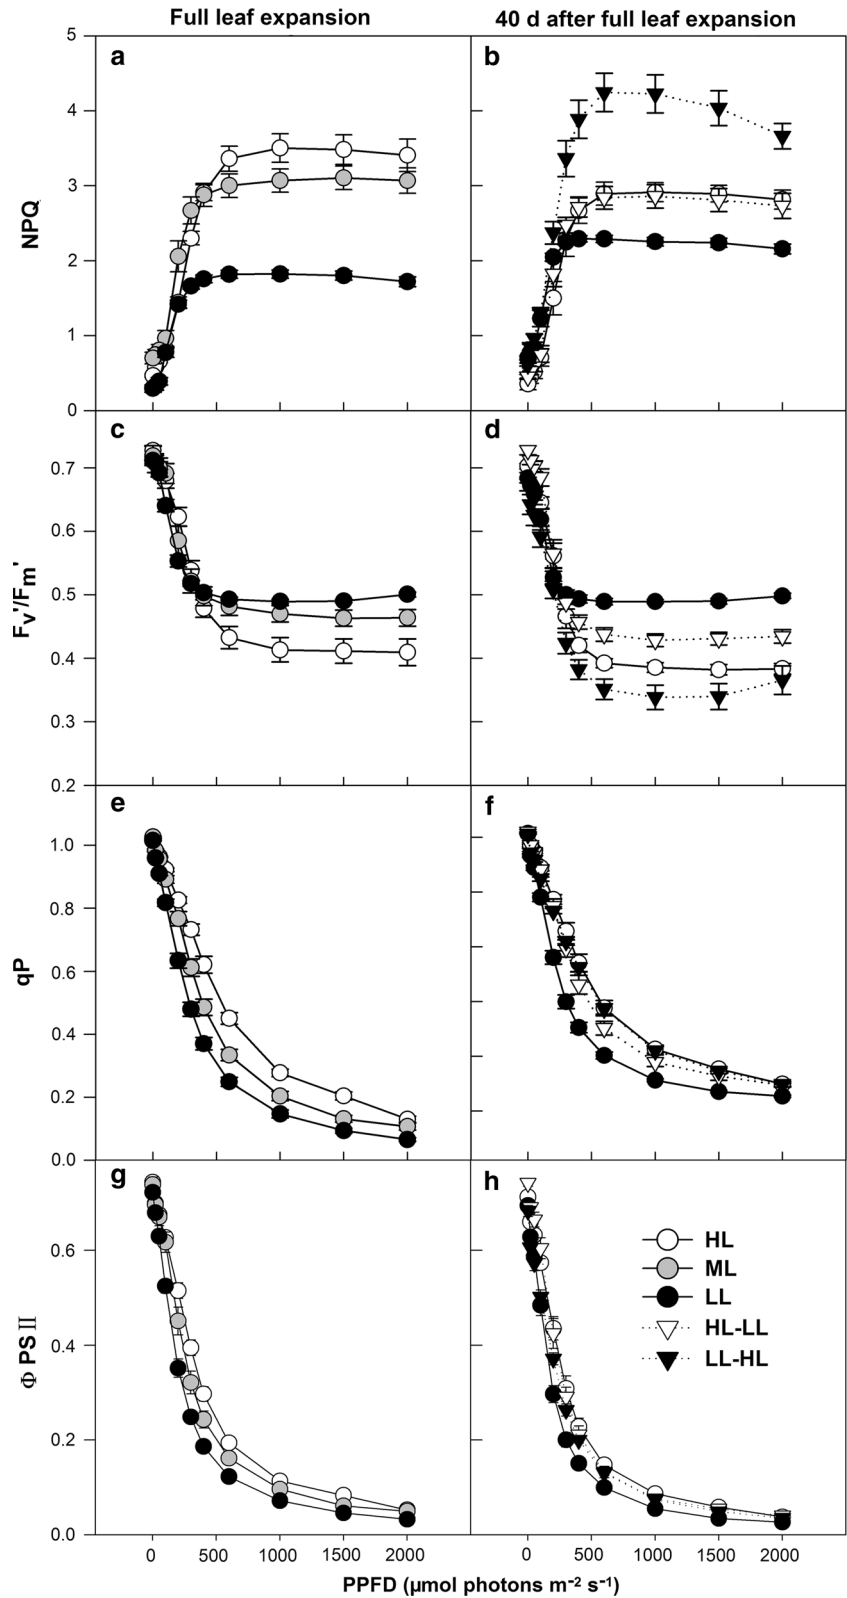 Full leaf expansion
40 d after full leaf expansion
a
b
5
4
3
2
1
0
NPQ
c
d
0.7
0.6
0.5
0.4
0.3
0.2
Fv'/Fm'
e
f
1.0
0.8
0.6
0.4
0.2
0.0
qP
g
h
0.6
0.4
0.2
0.0
Φ PSⅡ
HL
ML
LL
HL-LL
LL-HL
0 500 1000 1500 2000
0 500 1000 1500 2000
PPFD (µmol photons m⁻² s⁻¹)